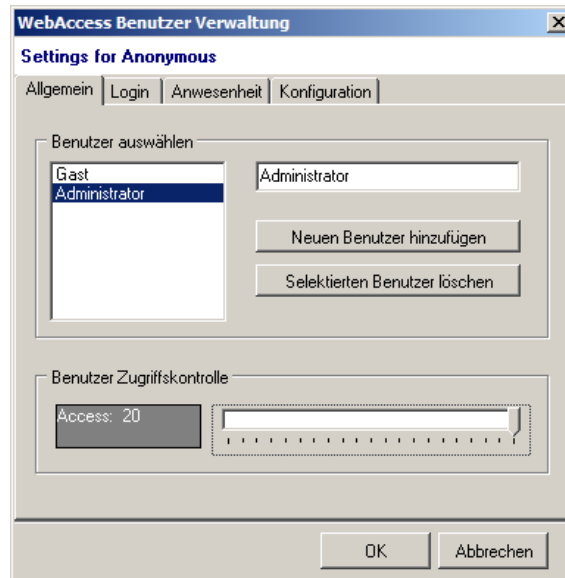 WebAccess Benutzer Verwaltung
Settings for Anonymous
Allgemein Login Anwesenheit Konfiguration
Benutzer auswählen
Gast
Administrator
Administrator
Neuen Benutzer hinzufügen
Selektierten Benutzer löschen
Benutzer Zugriffskontrolle
Access: 20
OK Abbrechen